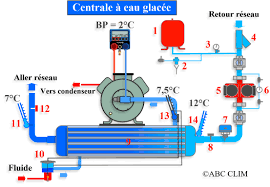 Centrale à eau glacée
Retour réseau
BP = 2°C
1
3
4
2
Aller réseau
Vers condenseur
7°C
12
7,5°C
12°C
5
6
11
13
14
7
8
9
10
Fluide
©ABC CLIM